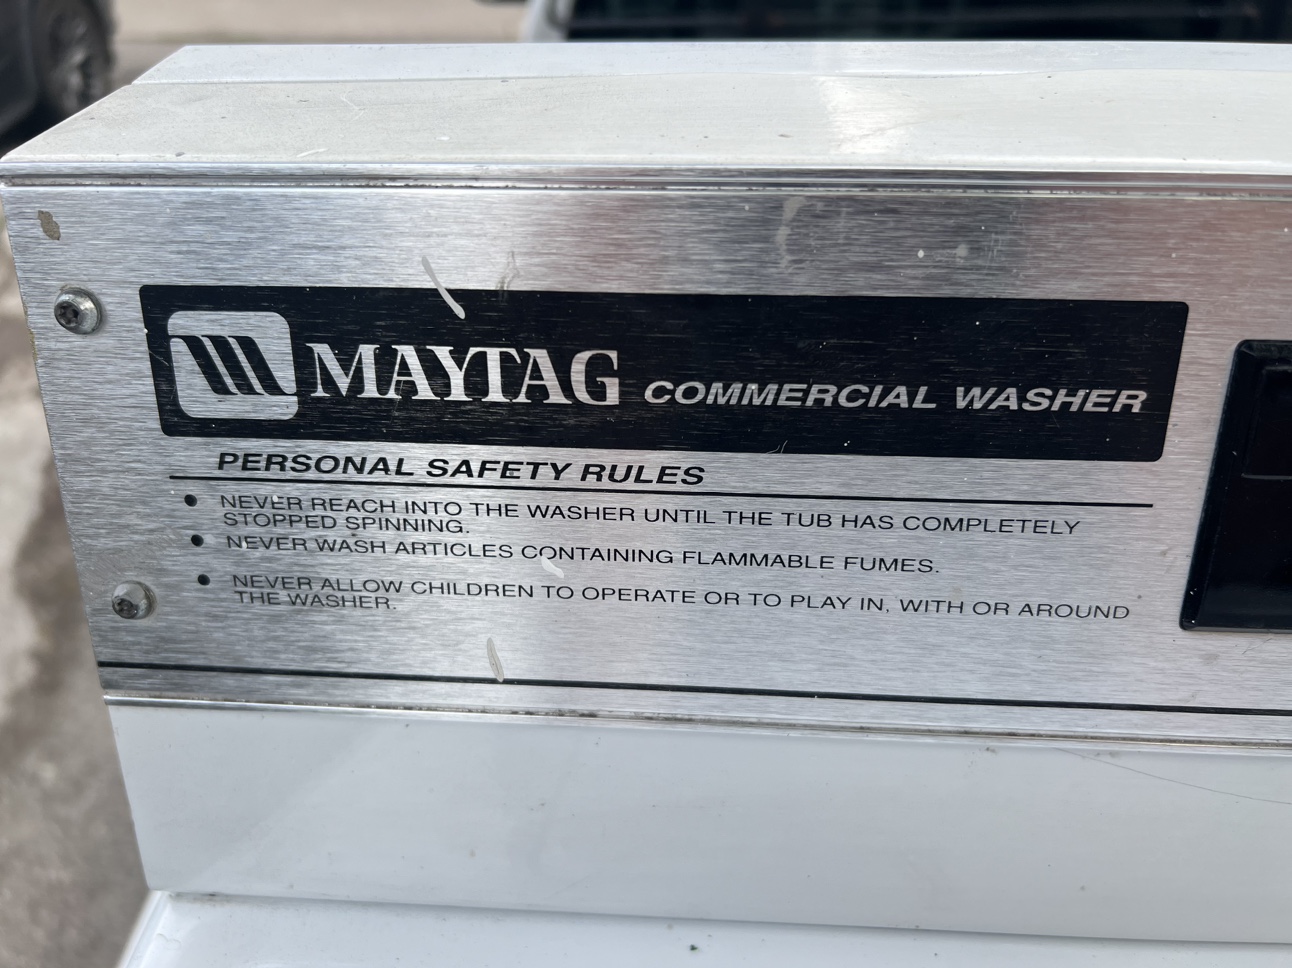 MAYTAG COMMERCIAL WASHER
PERSONAL SAFETY RULES
• NEVER REACH INTO THE WASHER UNTIL THE TUB HAS COMPLETELY
STOPPED SPINNING.
• NEVER WASH ARTICLES CONTAINING FLAMMABLE FUMES.
• NEVER ALLOW CHILDREN TO OPERATE OR TO PLAY IN, WITH OR AROUND
THE WASHER.